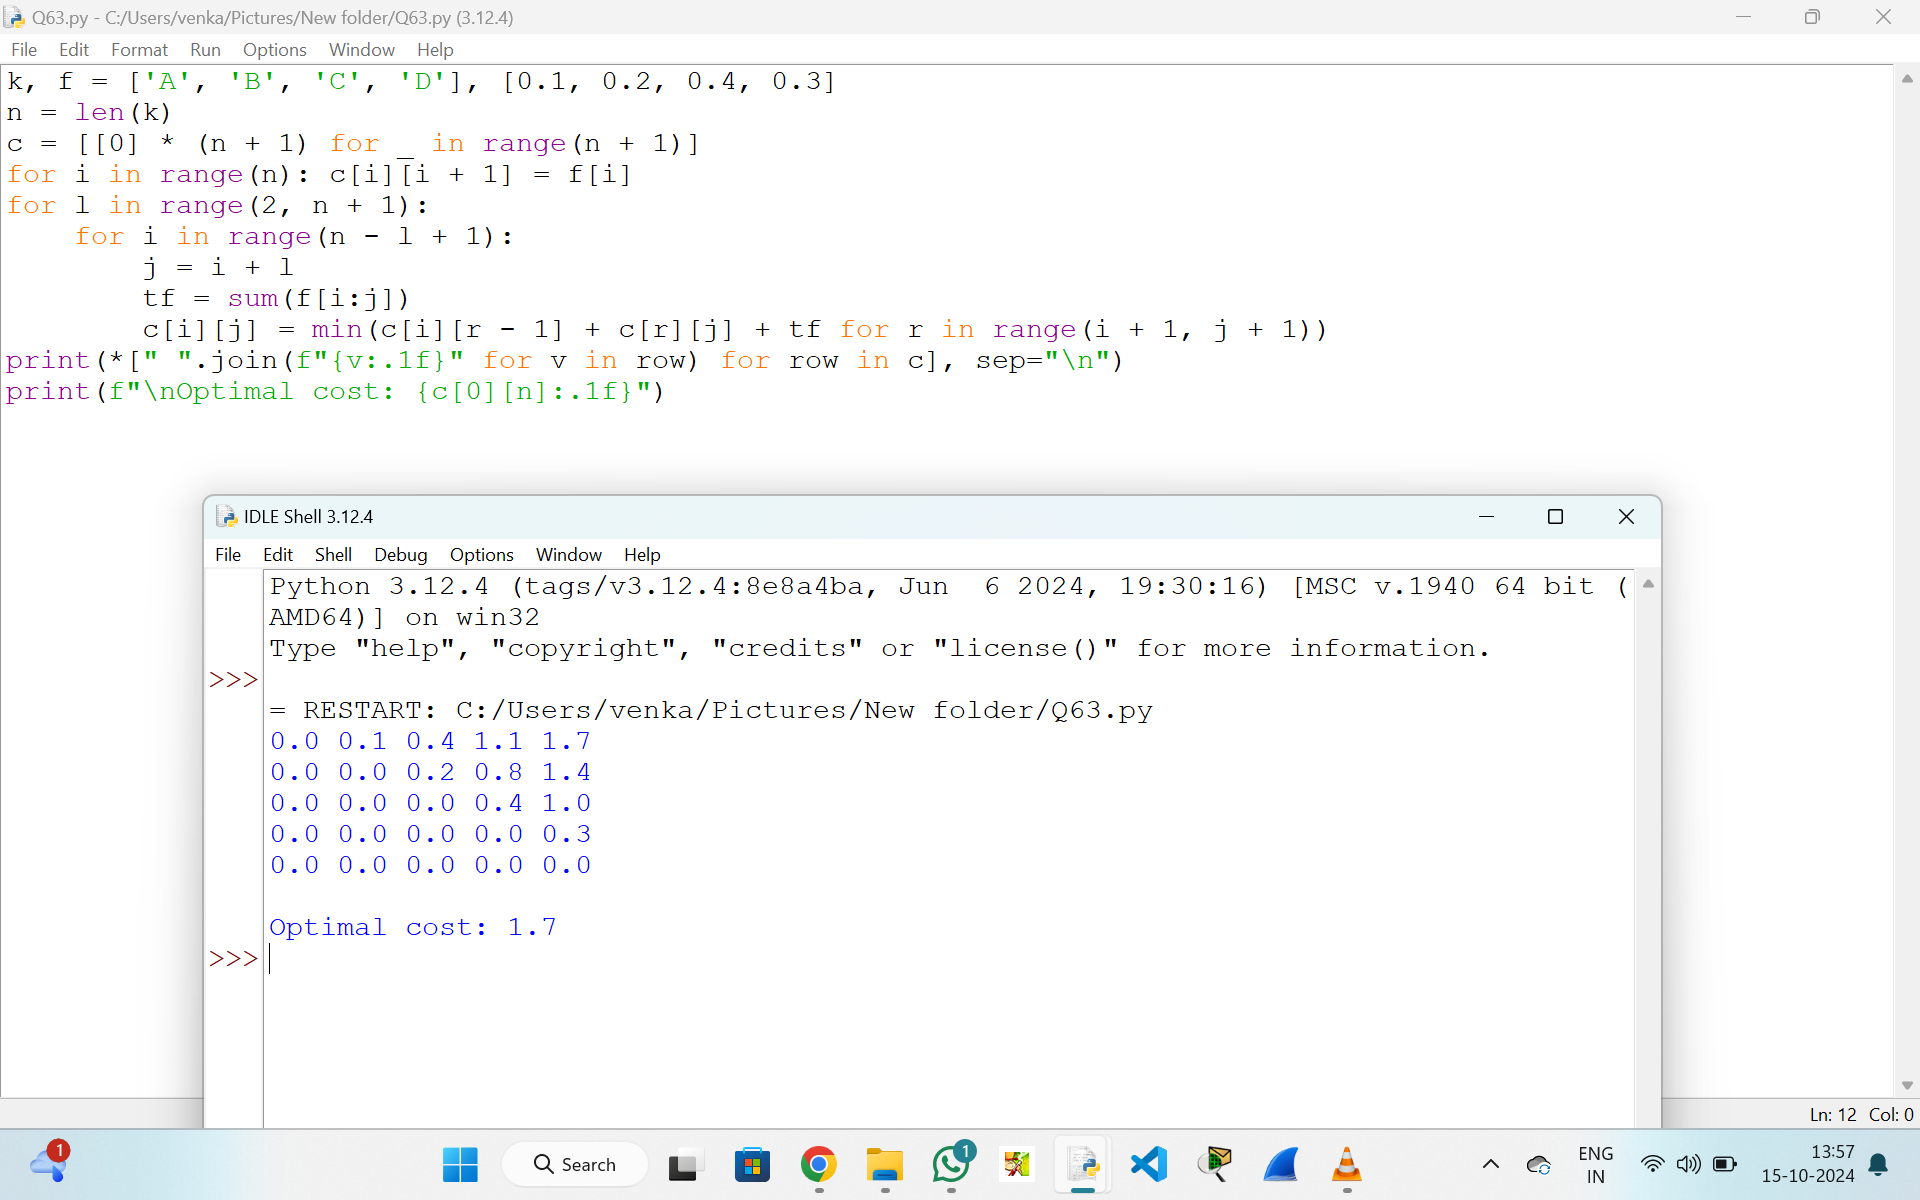 Q63.py - C:/Users/venka/Pictures/New folder/Q63.py (3.12.4)
File Edit Format Run Options Window Help
k, f = ['A', 'B', 'C', 'D'], [0.1, 0.2, 0.4, 0.3]
n = len(k)
c = [[0] * (n + 1) for _ in range(n + 1)]
for i in range(n): c[i][i + 1] = f[i]
for l in range(2, n + 1):
    for i in range(n - l + 1):
        j = i + l
        tf = sum(f[i:j])
        c[i][j] = min(c[i][r - 1] + c[r][j] + tf for r in range(i + 1, j + 1))
print(*[" ".join(f"{v:.1f}" for v in row) for row in c], sep="\n")
print(f"\nOptimal cost: {c[0][n]:.1f}")
IDLE Shell 3.12.4
File Edit Shell Debug Options Window Help
Python 3.12.4 (tags/v3.12.4:8e8a4ba, Jun  6 2024, 19:30:16) [MSC v.1940 64 bit (
AMD64)] on win32
Type "help", "copyright", "credits" or "license()" for more information.
>>>
= RESTART: C:/Users/venka/Pictures/New folder/Q63.py
0.0 0.1 0.4 1.1 1.7
0.0 0.0 0.2 0.8 1.4
0.0 0.0 0.0 0.4 1.0
0.0 0.0 0.0 0.0 0.3
0.0 0.0 0.0 0.0 0.0
Optimal cost: 1.7
>>>
Ln: 12 Col: 0
1
Search
1
ENG
IN
13:57
15-10-2024